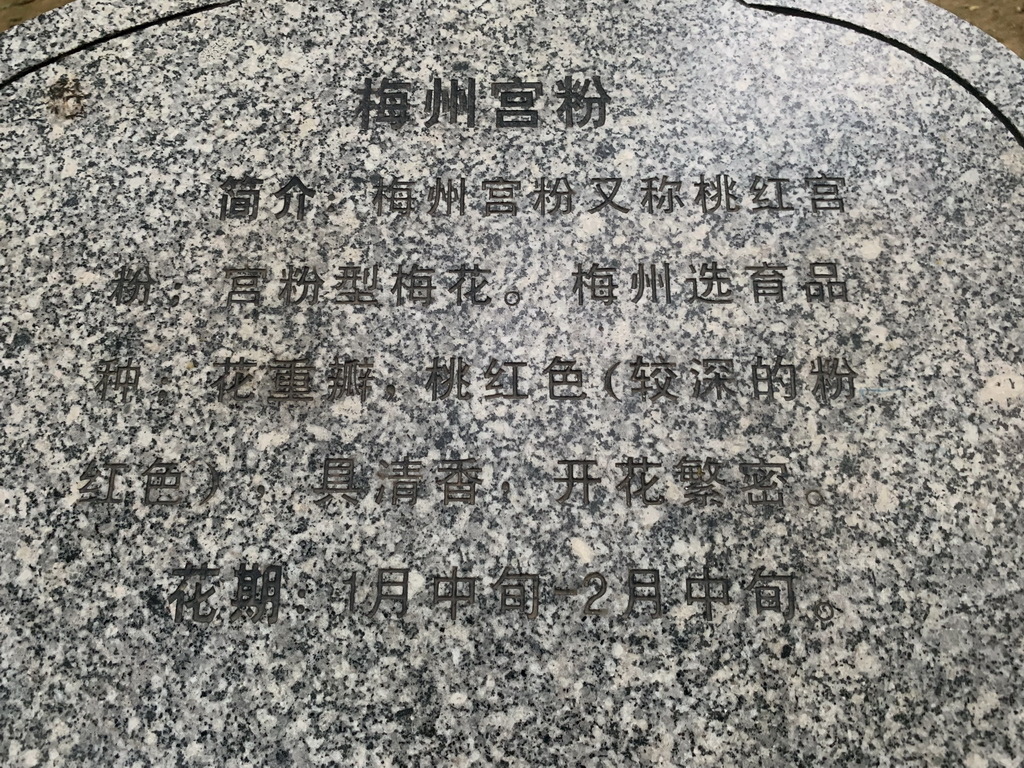 梅州宫粉
简介：梅州宫粉又称桃红宫
粉，宫粉型梅花。梅州选育品
种，花重瓣，桃红色（较深的粉
红色），具清香，开花繁密。
花期：1月中旬-2月中旬。